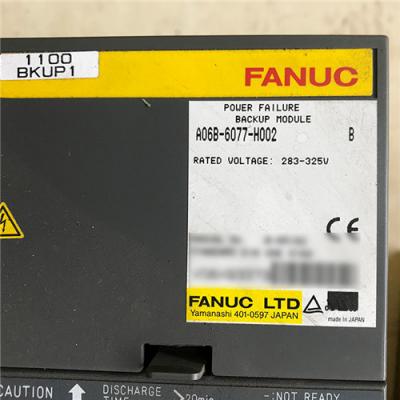 1100
BKUP1
FANUC
POWER FAILURE
BACKUP MODULE
A06B-6077-H002 B
RATED VOLTAGE: 283-325V
CE
FANUC LTD
Yamanashi 401-0597 JAPAN
made in JAPAN
CAUTION
DISCHARGE
TIME >20min
-:NOT READY